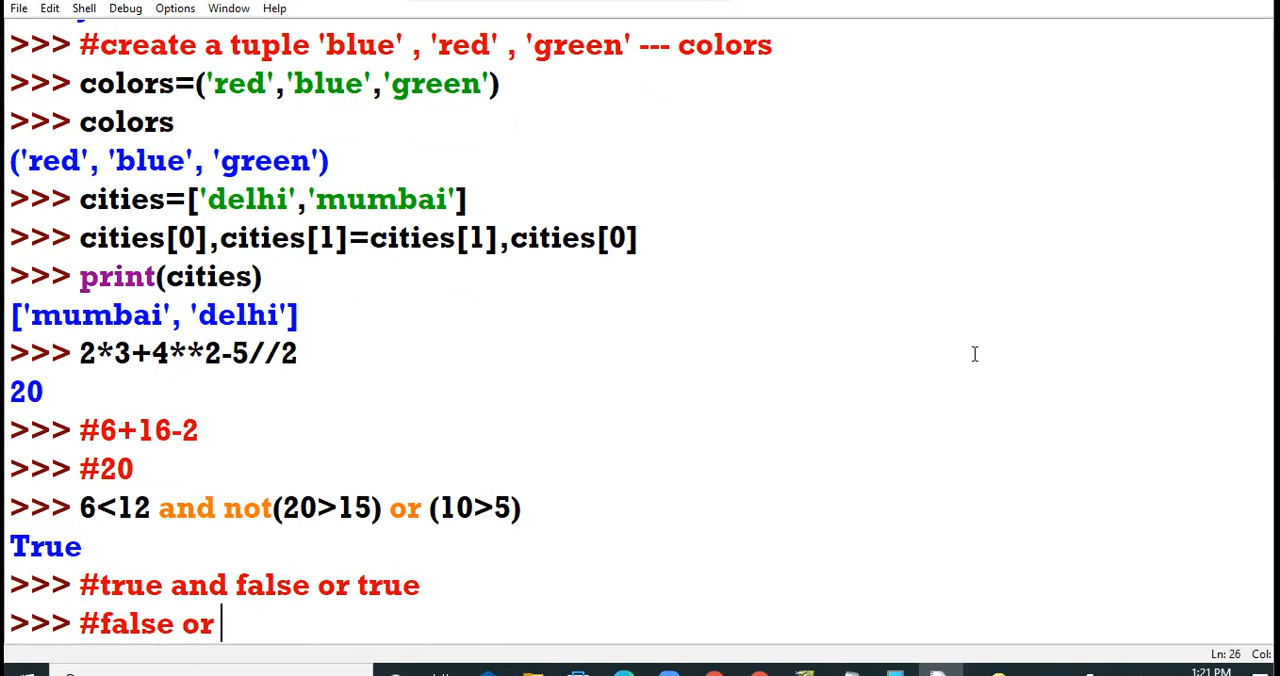 File Edit Shell Debug Options Window Help
>>> #create a tuple 'blue' , 'red' , 'green' --- colors
>>> colors=('red','blue','green')
>>> colors
('red', 'blue', 'green')
>>> cities=['delhi','mumbai']
>>> cities[0],cities[1]=cities[1],cities[0]
>>> print(cities)
['mumbai', 'delhi']
>>> 2*3+4**2-5//2
20
>>> #6+16-2
>>> #20
>>> 6<12 and not(20>15) or (10>5)
True
>>> #true and false or true
>>> #false or
Ln: 26 Col:
1:21 PM